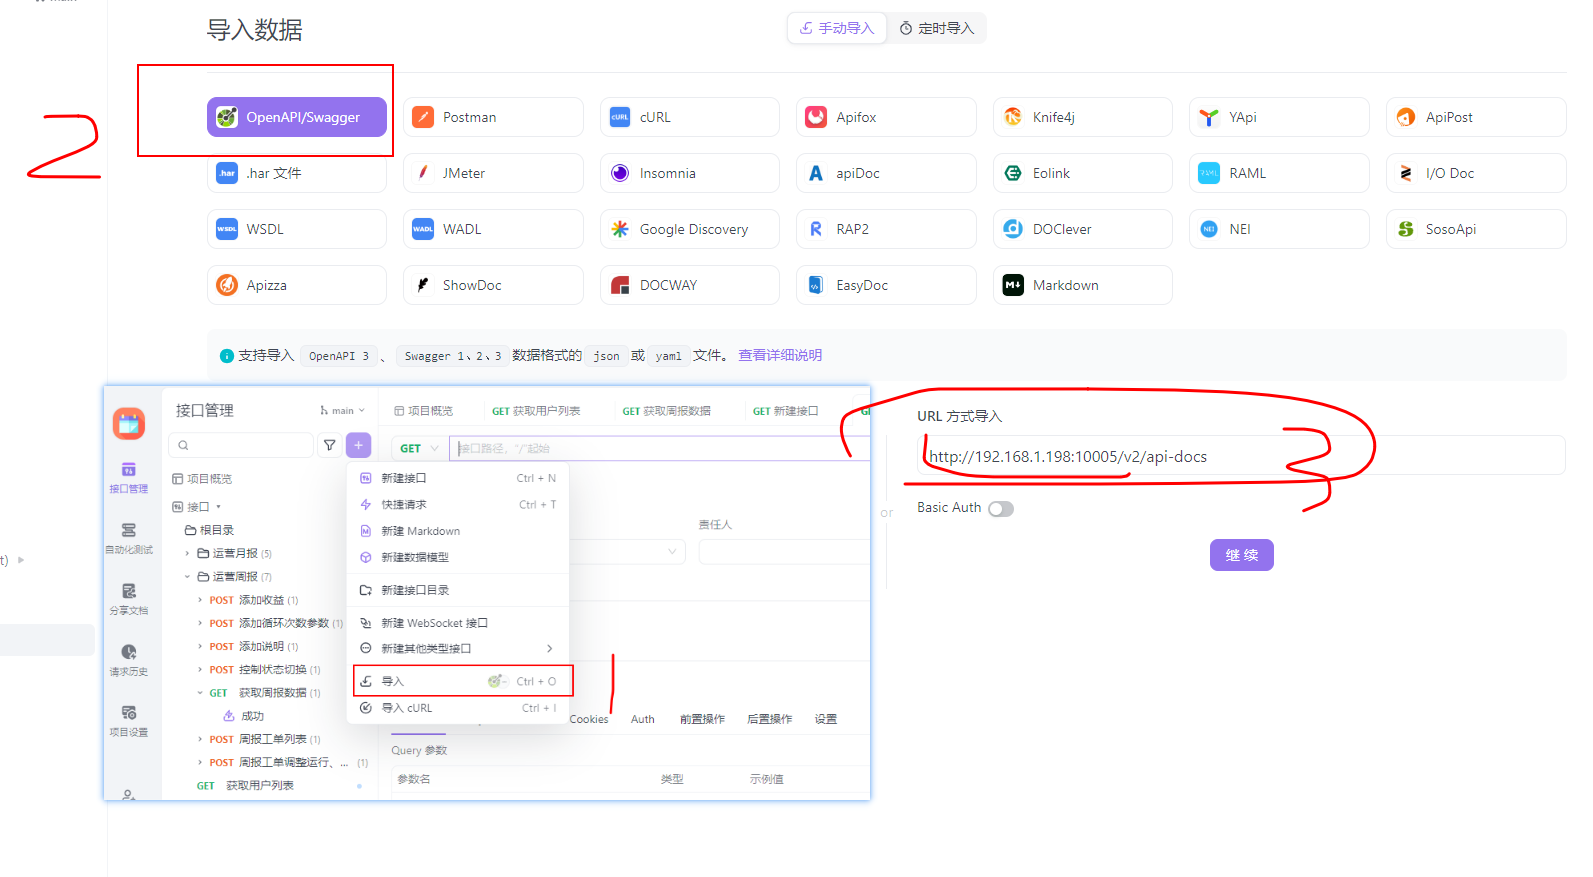 main
导入数据
手动导入
定时导入
2
OpenAPI/Swagger
Postman
cURL
cURL
Apifox
Knife4j
YApi
ApiPost
.har
.har 文件
JMeter
Insomnia
apiDoc
Eolink
RAML
RAML
I/O Doc
WSDL
WSDL
WADL
WADL
Google Discovery
RAP2
DOClever
NEI
NEI
SosoApi
Apizza
ShowDoc
DOCWAY
EasyDoc
M
Markdown
支持导入 OpenAPI 3 、 Swagger 1、2、3 数据格式的 json 或 yaml 文件。 查看详细说明
接口管理
main
项目概览
GET 获取用户列表
GET 获取周报数据
GET 新建接口
GET
接口路径，“/”起始
接口管理
自动化测试
分享文档
请求历史
项目设置
项目概览
接口
根目录
运营月报 (5)
运营周报 (7)
POST 添加收益 (1)
POST 添加循环次数参数 (1)
POST 添加说明 (1)
POST 控制状态切换 (1)
GET 获取周报数据 (1)
成功
POST 周报工单列表 (1)
POST 周报工单调整运行、... (1)
GET 获取用户列表
新建接口 Ctrl + N
快捷请求 Ctrl + T
新建 Markdown
新建数据模型
新建接口目录
新建 WebSocket 接口
新建其他类型接口
导入 Ctrl + O
导入 cURL Ctrl + I
1
责任人
Cookies
Auth
前置操作
后置操作
设置
Query 参数
参数名
类型
示例值
or
URL 方式导入
http://192.168.1.198:10005/v2/api-docs
3
Basic Auth
继 续
t)